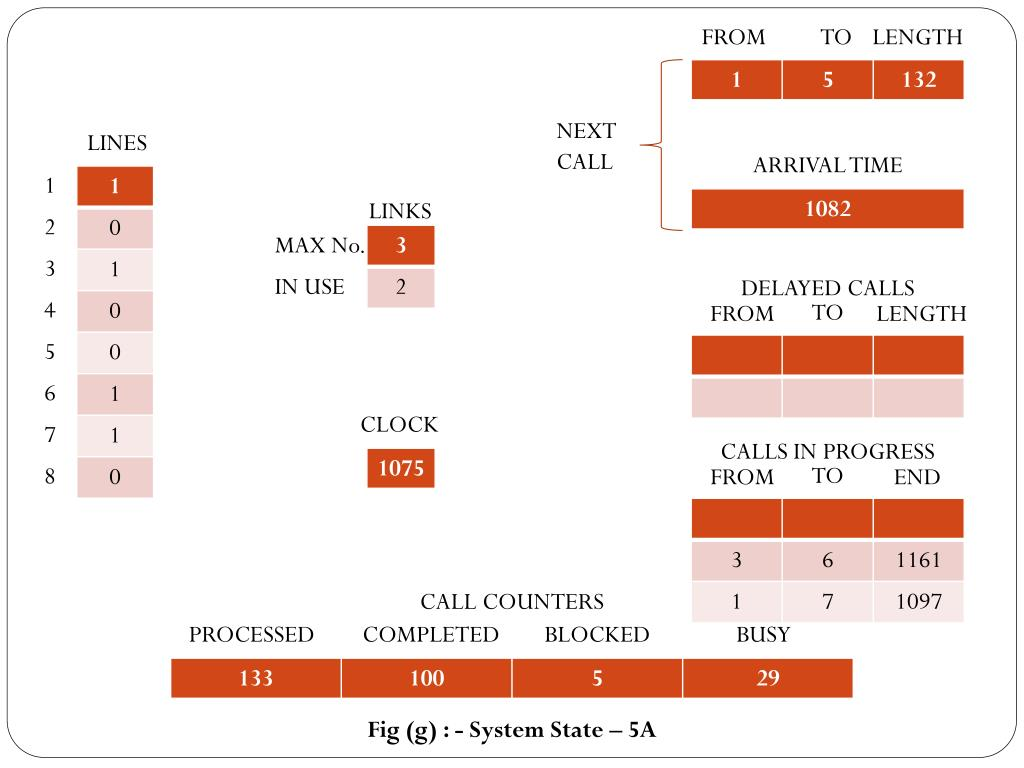 FROM TO LENGTH
1 5 132
NEXT
CALL
ARRIVAL TIME
1082
LINES
1 1
2 0
3 1
4 0
5 0
6 1
7 1
8 0
LINKS
MAX No. 3
IN USE 2
CLOCK
1075
DELAYED CALLS
FROM TO LENGTH
CALLS IN PROGRESS
FROM TO END
3 6 1161
1 7 1097
CALL COUNTERS
PROCESSED COMPLETED BLOCKED BUSY
133 100 5 29
Fig (g) : - System State – 5A